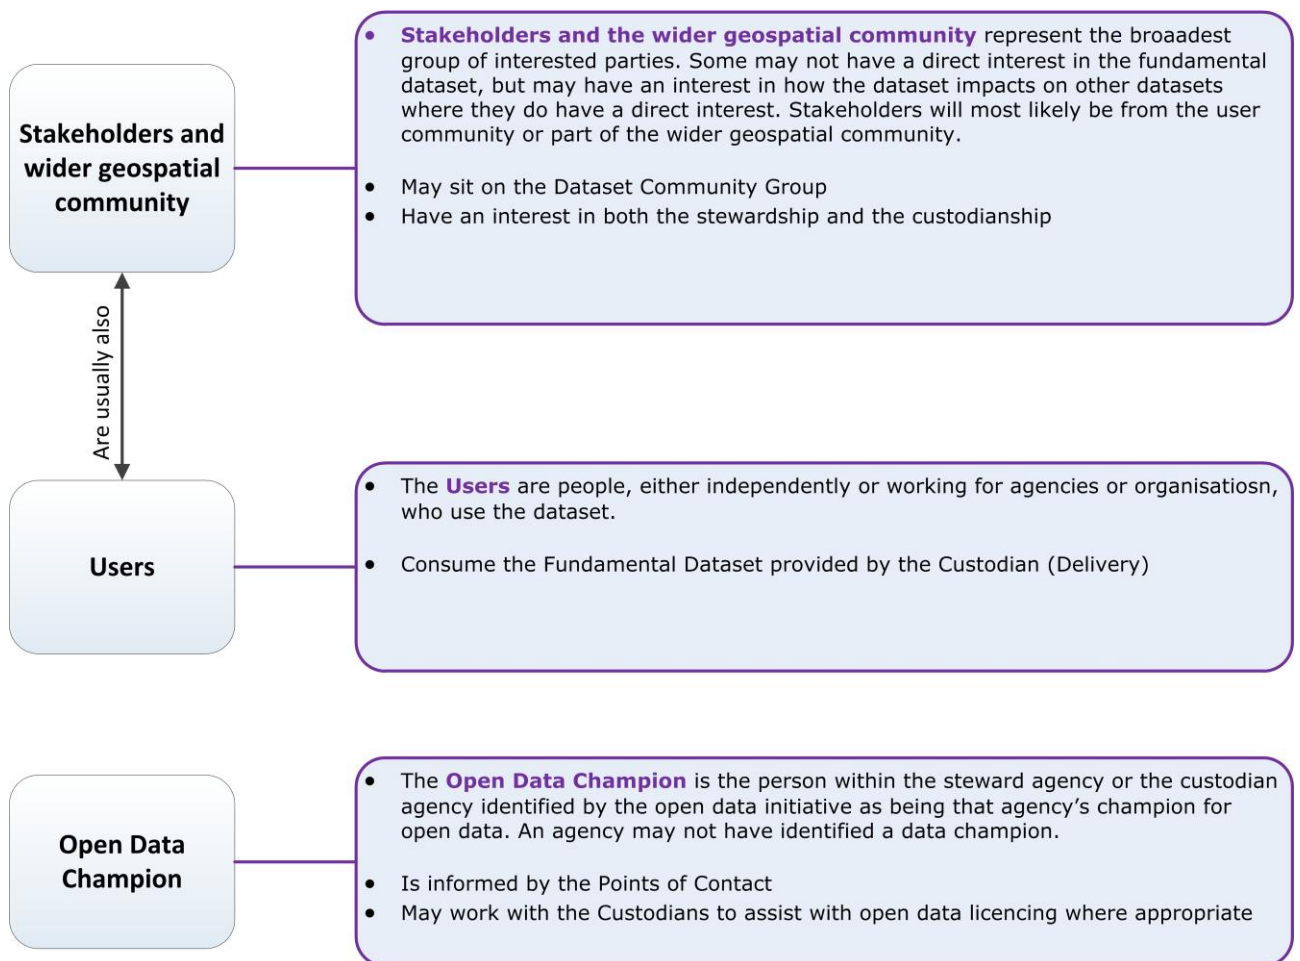 Stakeholders and
wider geospatial
community
• Stakeholders and the wider geospatial community represent the broaadest
group of interested parties. Some may not have a direct interest in the fundamental
dataset, but may have an interest in how the dataset impacts on other datasets
where they do have a direct interest. Stakeholders will most likely be from the user
community or part of the wider geospatial community.
• May sit on the Dataset Community Group
• Have an interest in both the stewardship and the custodianship
Are usually also
Users
• The Users are people, either independently or working for agencies or organisatiosn,
who use the dataset.
• Consume the Fundamental Dataset provided by the Custodian (Delivery)
Open Data
Champion
• The Open Data Champion is the person within the steward agency or the custodian
agency identified by the open data initiative as being that agency’s champion for
open data. An agency may not have identified a data champion.
• Is informed by the Points of Contact
• May work with the Custodians to assist with open data licencing where appropriate